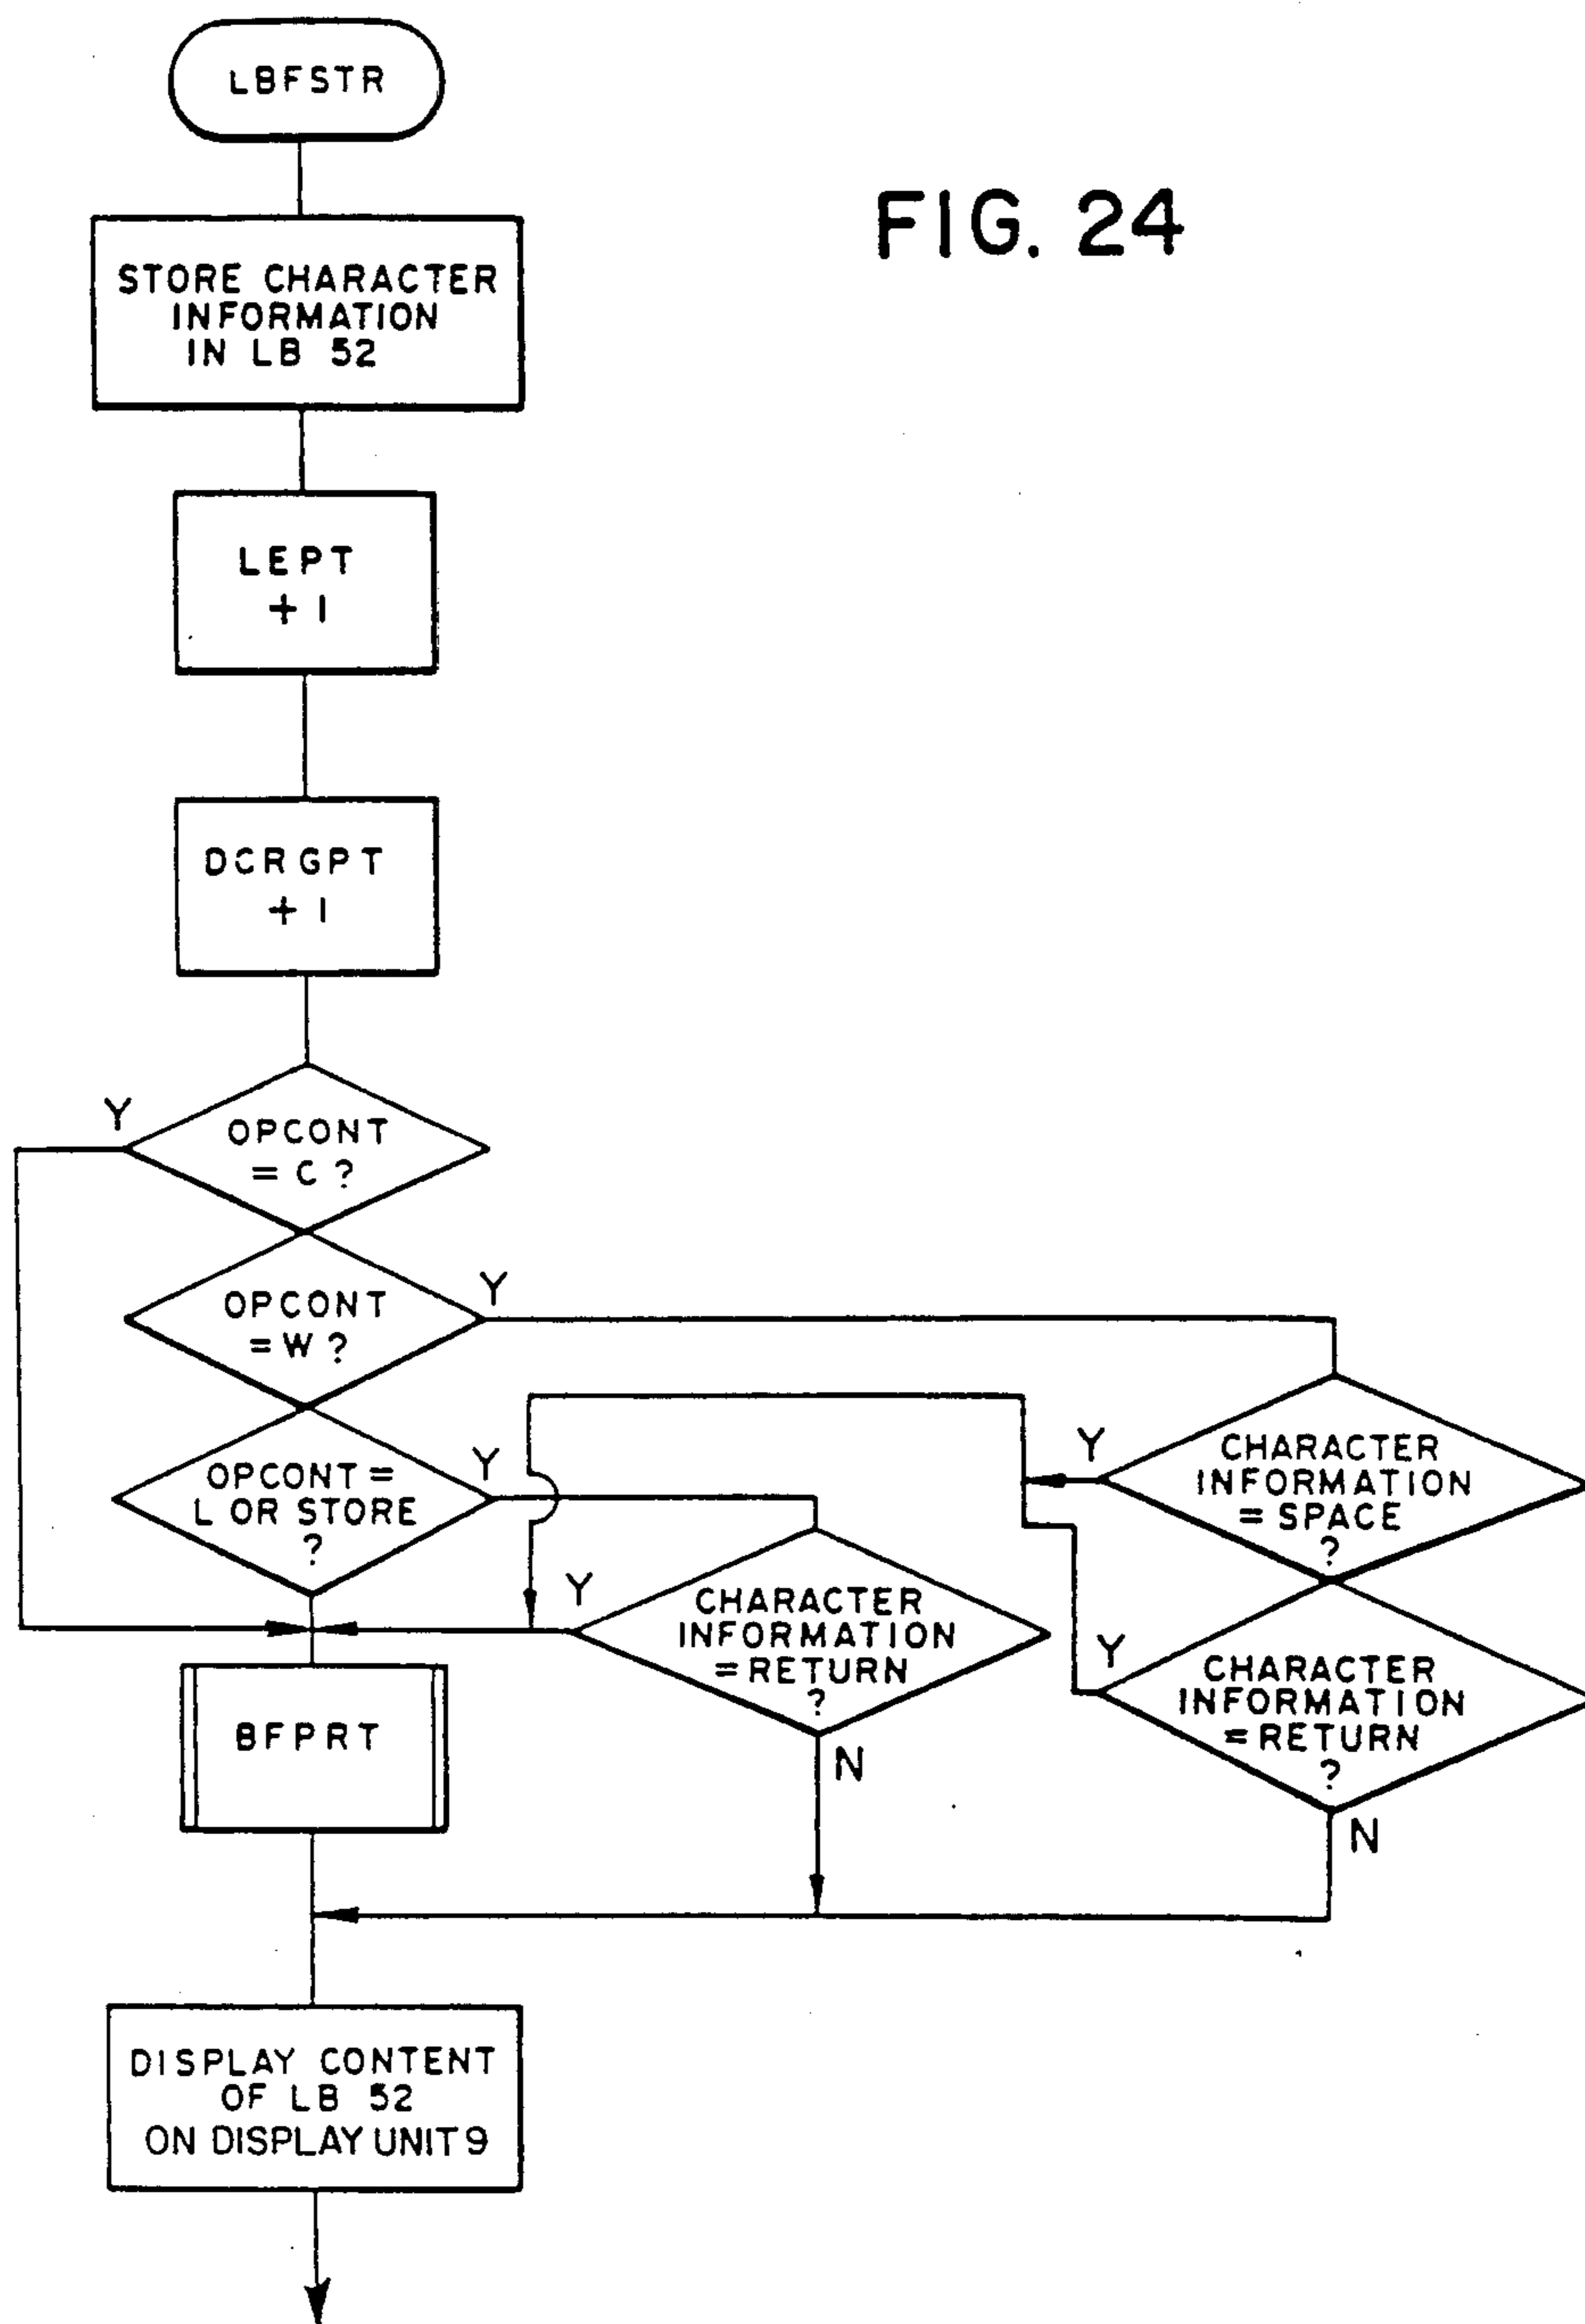 LBFSTR
FIG. 24
STORE CHARACTER
INFORMATION
IN LB 52
LEPT
+ 1
DCRGPT
+ 1
Y
OPCONT
= C ?
OPCONT
= W ?
Y
OPCONT =
L OR STORE
?
Y
Y
CHARACTER
INFORMATION
= SPACE
?
Y
CHARACTER
INFORMATION
= RETURN
?
N
Y
CHARACTER
INFORMATION
= RETURN
?
N
BFPRT
DISPLAY CONTENT
OF LB 52
ON DISPLAY UNIT 9